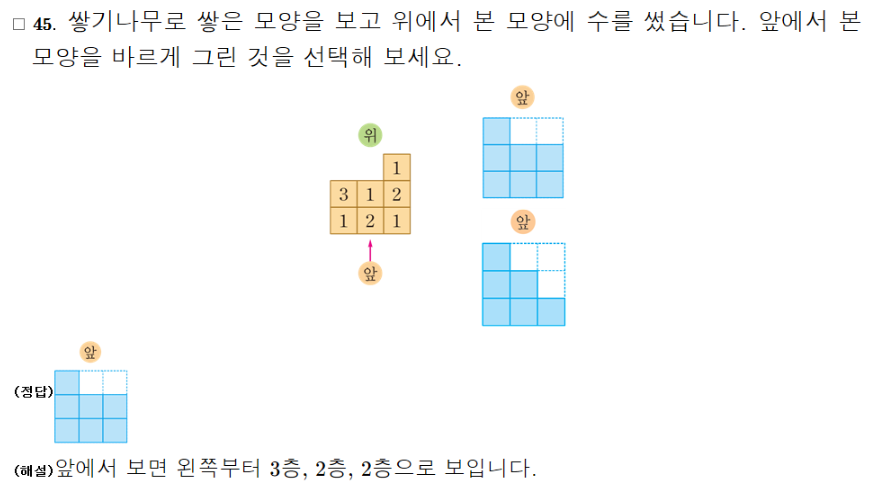 □ 45. 쌓기나무로 쌓은 모양을 보고 위에서 본 모양에 수를 썼습니다. 앞에서 본
모양을 바르게 그린 것을 선택해 보세요.
앞
위
1
3 1 2
1 2 1
앞
앞
앞
(정답)
(해설)앞에서 보면 왼쪽부터 3층, 2층, 2층으로 보입니다.